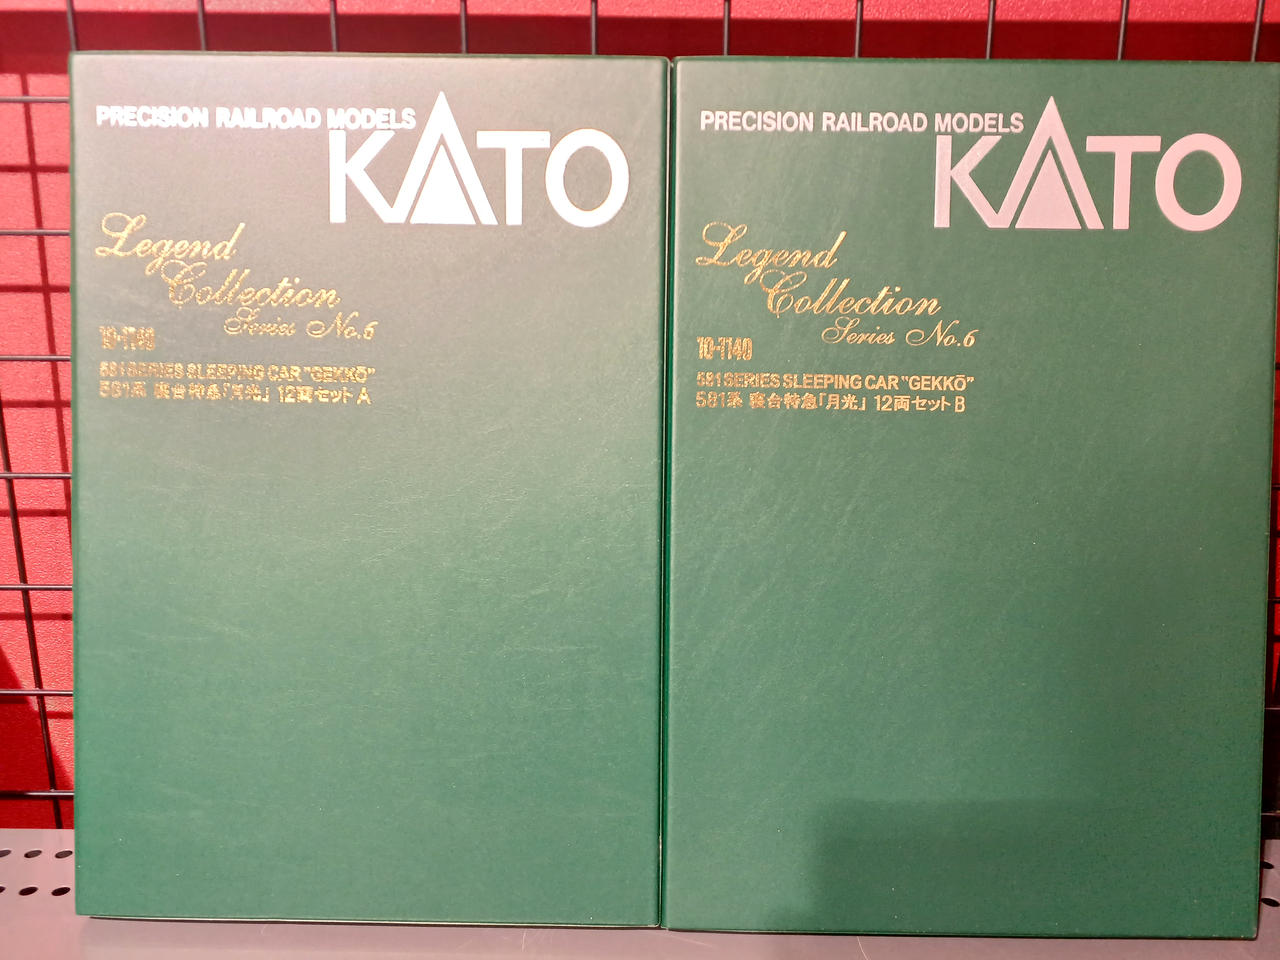 PRECISION RAILROAD MODELS
KATO
Legend
Collection
Series No.6
10-1140
581 SERIES SLEEPING CAR "GEKKŌ"
581系 寝台特急「月光」 12両セット A
PRECISION RAILROAD MODELS
KATO
Legend
Collection
Series No.6
10-1140
581 SERIES SLEEPING CAR "GEKKŌ"
581系 寝台特急「月光」 12両セット B